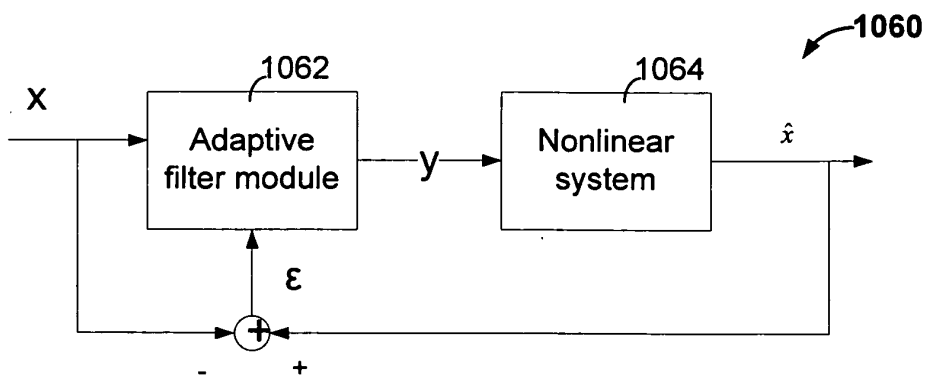 1060
1062
1064
X
Adaptive
filter module
y
Nonlinear
system
x̂
ε
+
- +